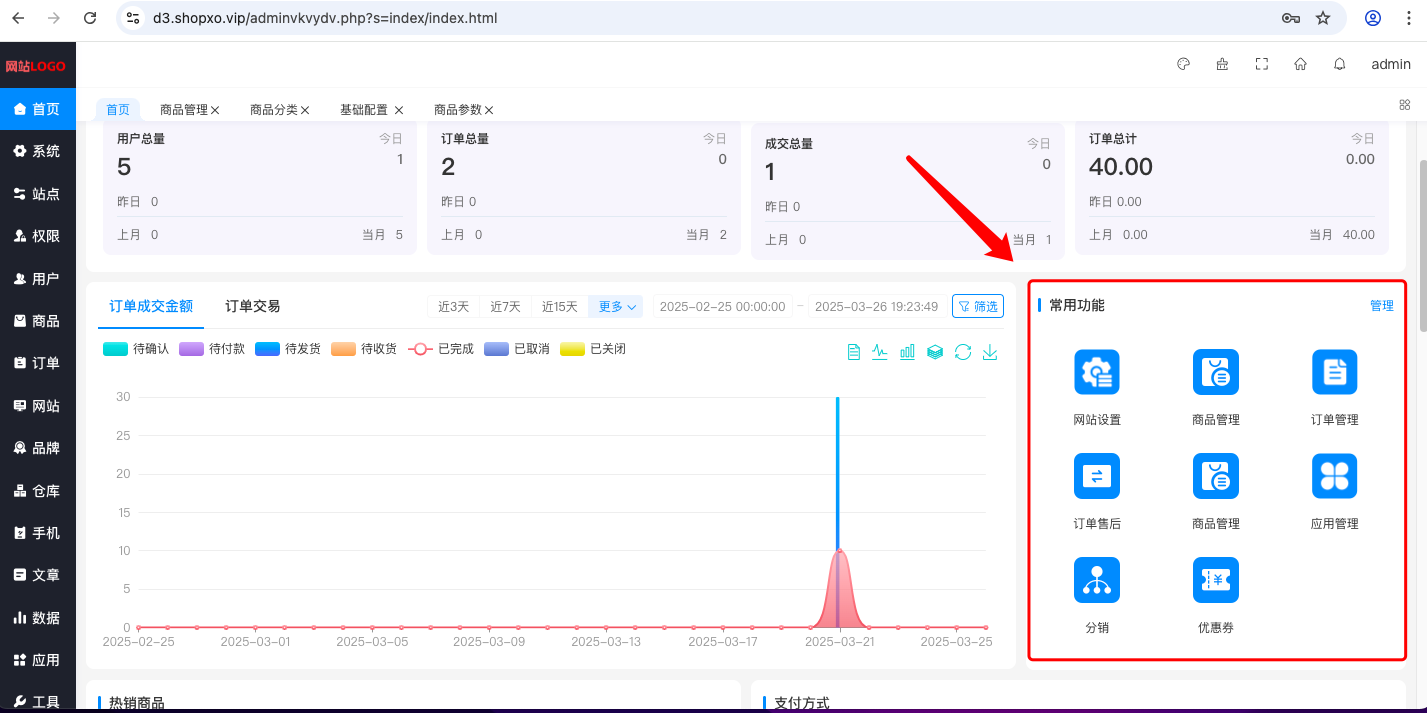 d3.shopxo.vip/adminvkvydv.php?s=index/index.html
网站LOGO
admin
首页
系统
站点
权限
用户
商品
订单
网站
品牌
仓库
手机
文章
数据
应用
工具
首页 商品管理 商品分类 基础配置 商品参数
用户总量 今日
5 1
昨日 0
上月 0 当月 5
订单总量 今日
2 0
昨日 0
上月 0 当月 2
成交总量 今日
1 0
昨日 0
上月 0 当月 1
订单总计 今日
40.00 0.00
昨日 0.00
上月 0.00 当月 40.00
订单成交金额 订单交易 近3天 近7天 近15天 更多 2025-02-25 00:00:00 - 2025-03-26 19:23:49 筛选
待确认 待付款 待发货 待收货 已完成 已取消 已关闭
30
25
20
15
10
5
0
2025-02-25 2025-03-01 2025-03-05 2025-03-09 2025-03-13 2025-03-17 2025-03-21 2025-03-25
常用功能 管理
网站设置 商品管理 订单管理
订单售后 商品管理 应用管理
分销 优惠券
热销商品 支付方式